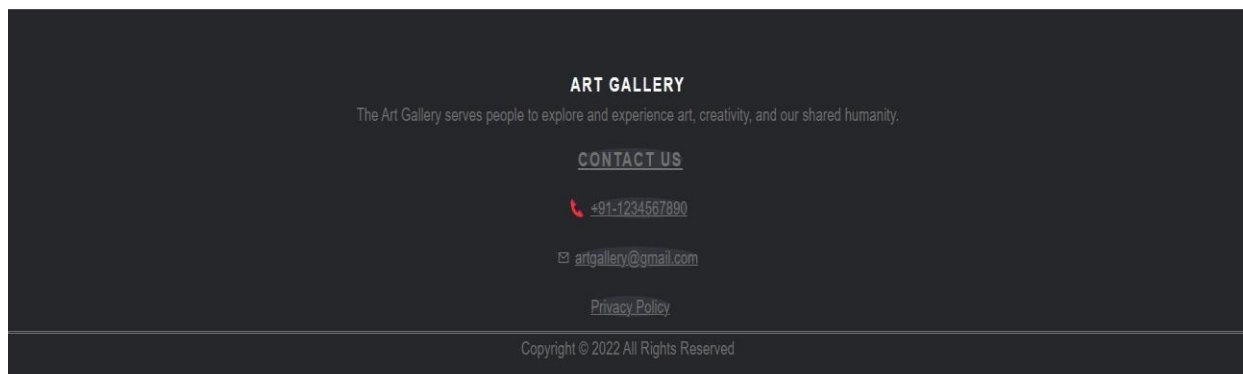 ART GALLERY
The Art Gallery serves people to explore and experience art, creativity, and our shared humanity.
CONTACT US
+91-1234567890
artgallery@gmail.com
Privacy Policy
Copyright © 2022 All Rights Reserved